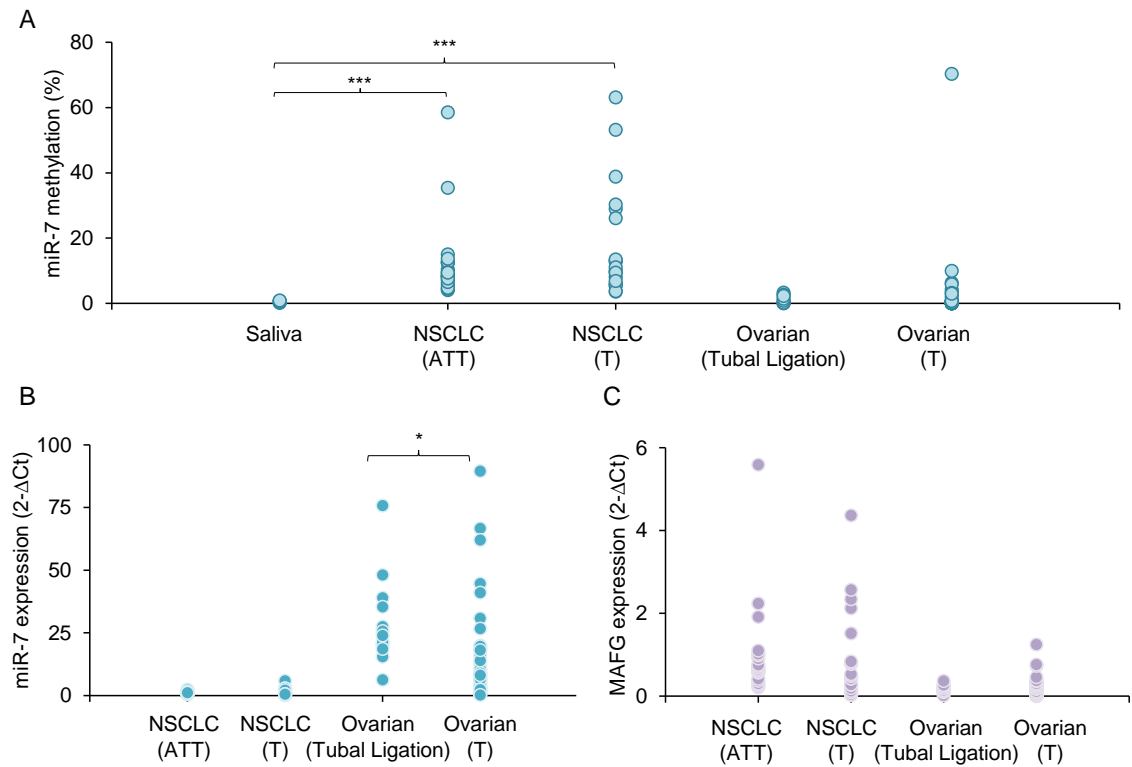 A
miR-7 methylation (%)
80
60
40
20
0
***
***
Saliva
NSCLC
(ATT)
NSCLC
(T)
Ovarian
(Tubal Ligation)
Ovarian
(T)
B
miR-7 expression (2-ΔCt)
100
75
50
25
0
*
NSCLC
(ATT)
NSCLC
(T)
Ovarian
(Tubal Ligation)
Ovarian
(T)
C
MAFG expression (2-ΔCt)
6
4
2
0
NSCLC
(ATT)
NSCLC
(T)
Ovarian
(Tubal Ligation)
Ovarian
(T)